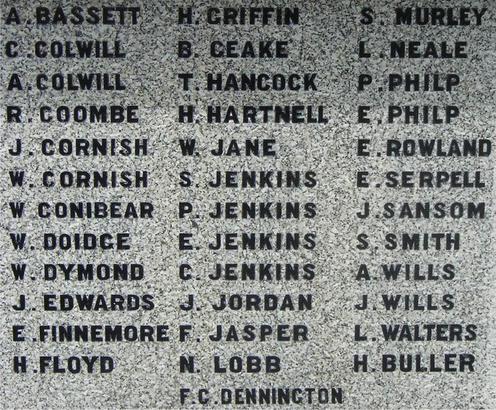 A. BASSETT
C. COLWILL
A. COLWILL
R. COOMBE
J. CORNISH
W. CORNISH
W CONIBEAR
W. DOIDGE
W. DYMOND
J. EDWARDS
E. FINNEMORE
H. FLOYD
H. GRIFFIN
B. GEAKE
T. HANCOCK
H. HARTNELL
W. JANE
S. JENKINS
P. JENKINS
E. JENKINS
C. JENKINS
J. JORDAN
F. JASPER
N. LOBB
F.C. DENNINGTON
S. MURLEY
L. NEALE
P. PHILP
E. PHILP
E. ROWLAND
E. SERPELL
J. SANSOM
S. SMITH
A. WILLS
J. WILLS
L. WALTERS
H. BULLER